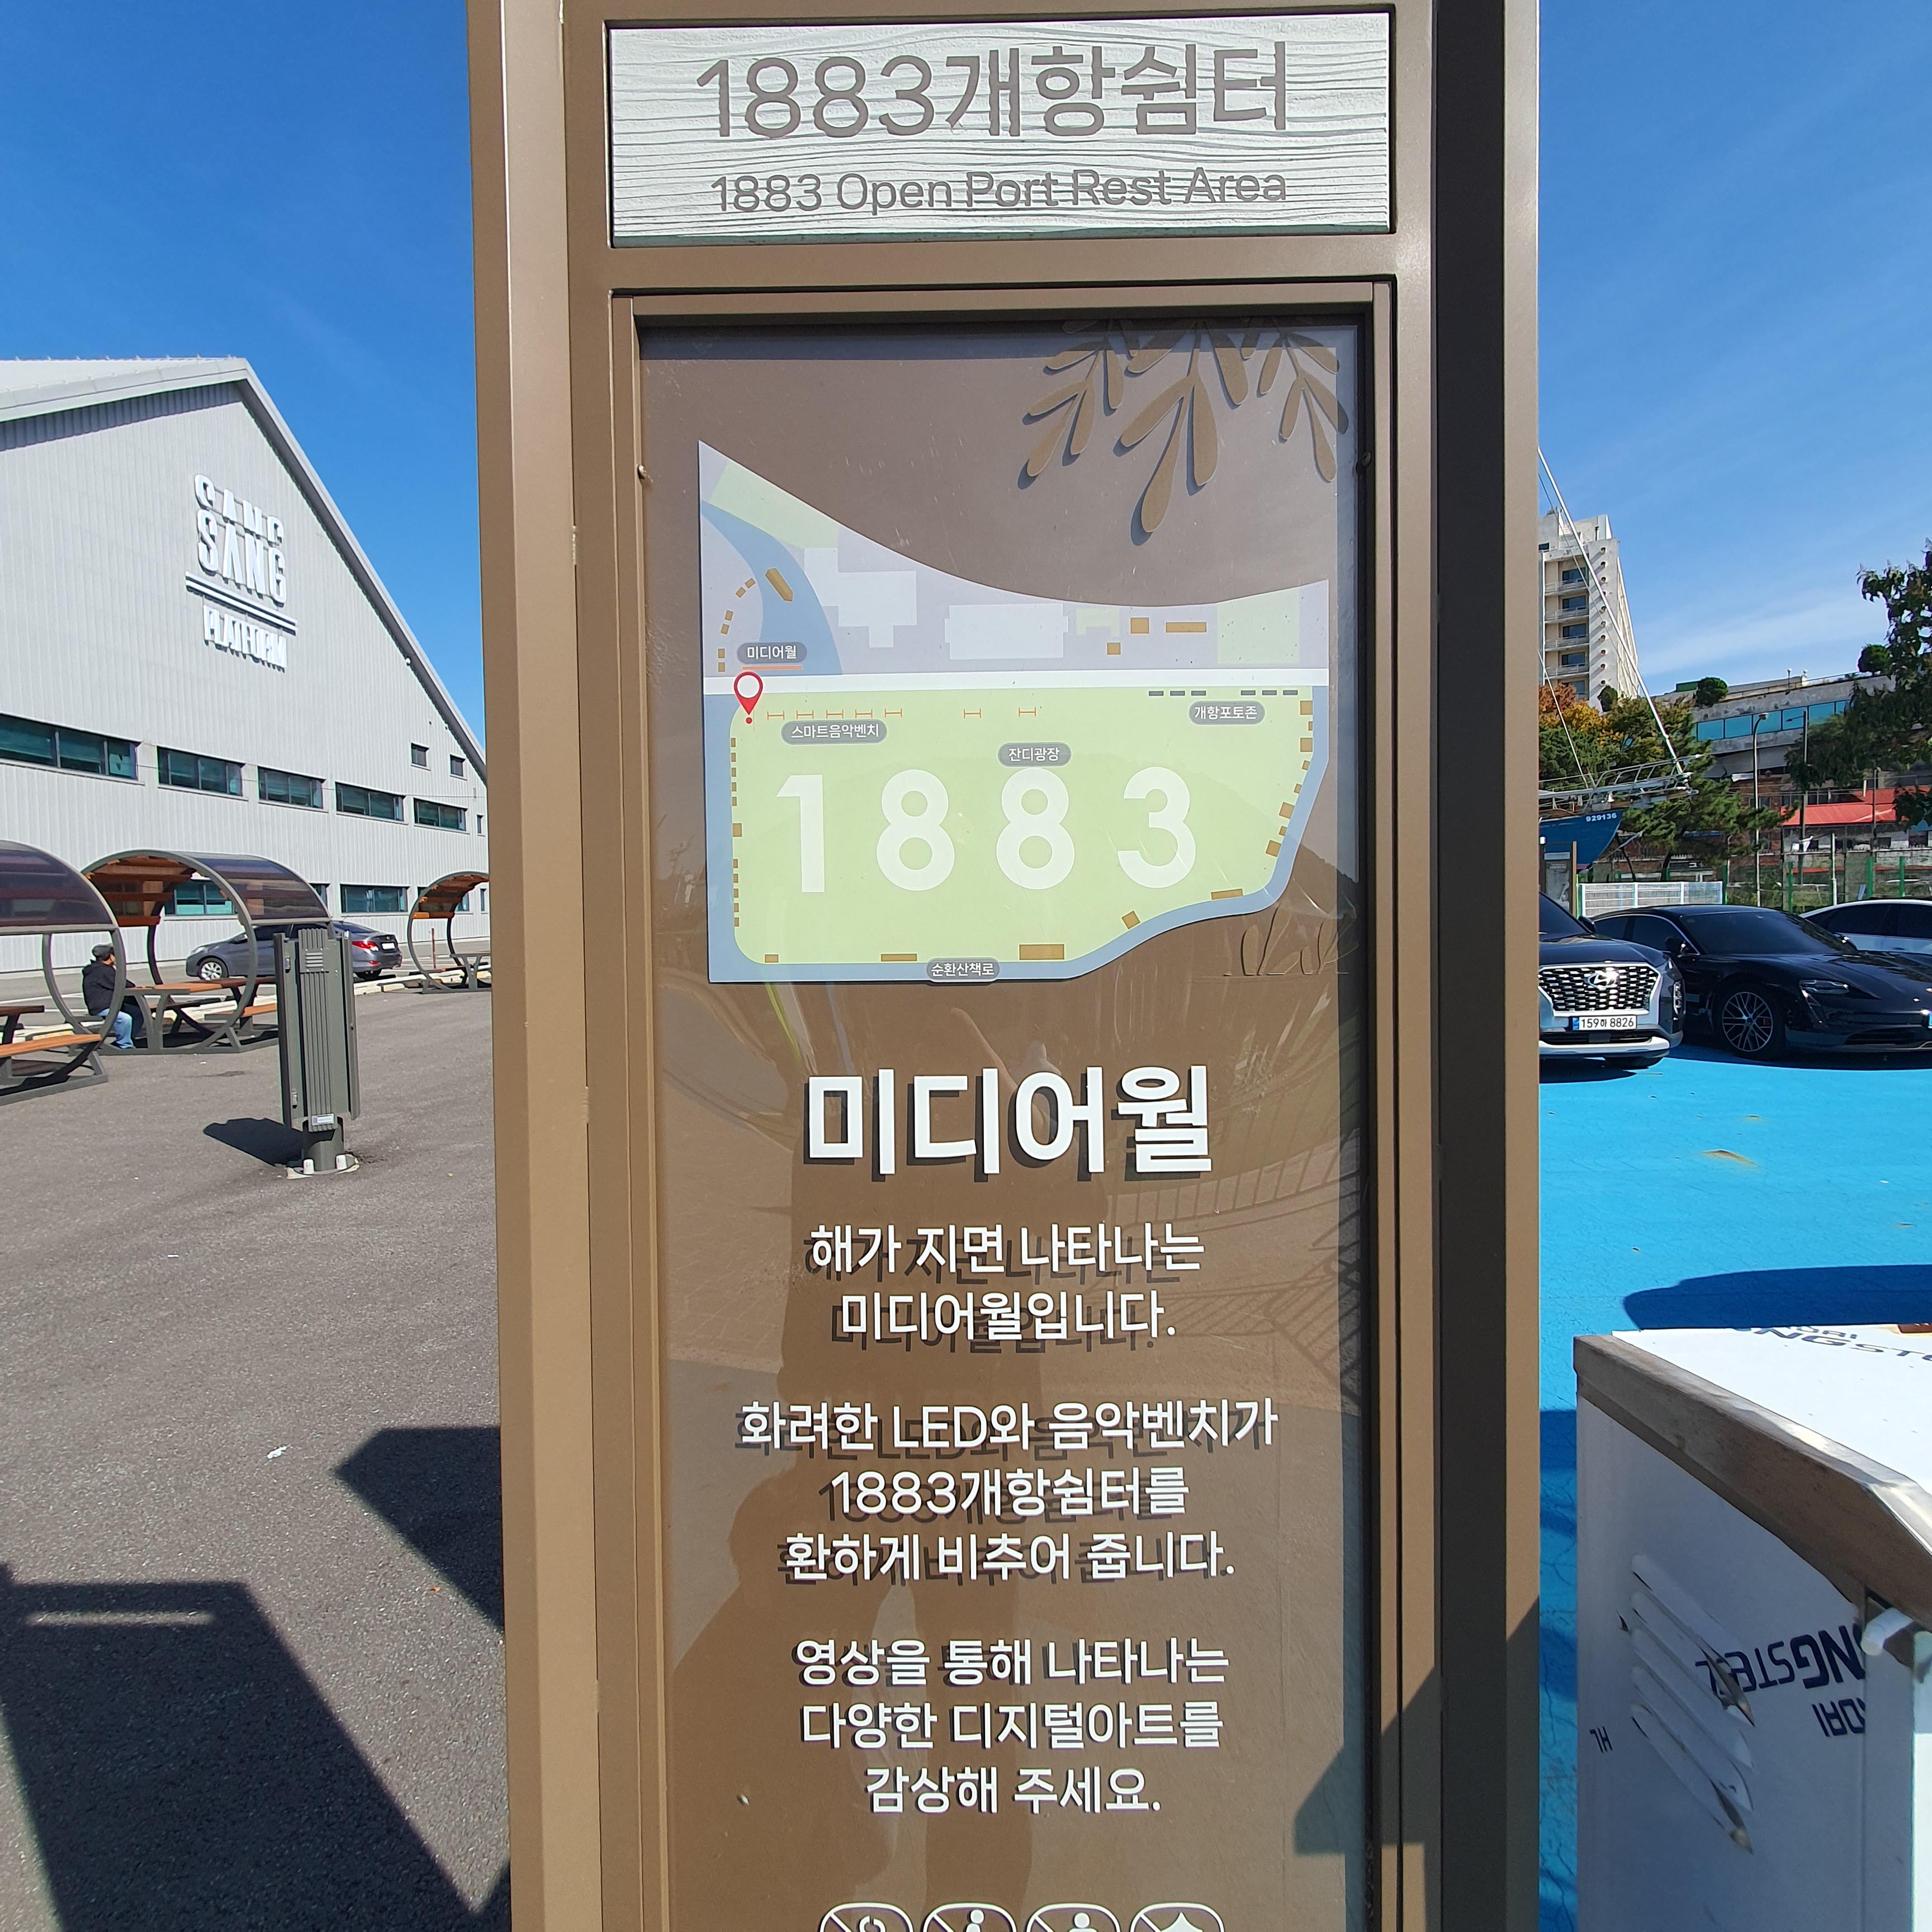 1883개항쉼터
1883 Open Port Rest Area
SANG
SANG
PLATFORM
미디어월
스마트음악벤치
개항포토존
잔디광장
1883
순환산책로
929136
159하 8826
미디어월
해가 지면 나타나는
미디어월입니다.
화려한 LED와 음악벤치가
1883개항쉼터를
환하게 비추어 줍니다.
영상을 통해 나타나는
다양한 디지털아트를
감상해 주세요.